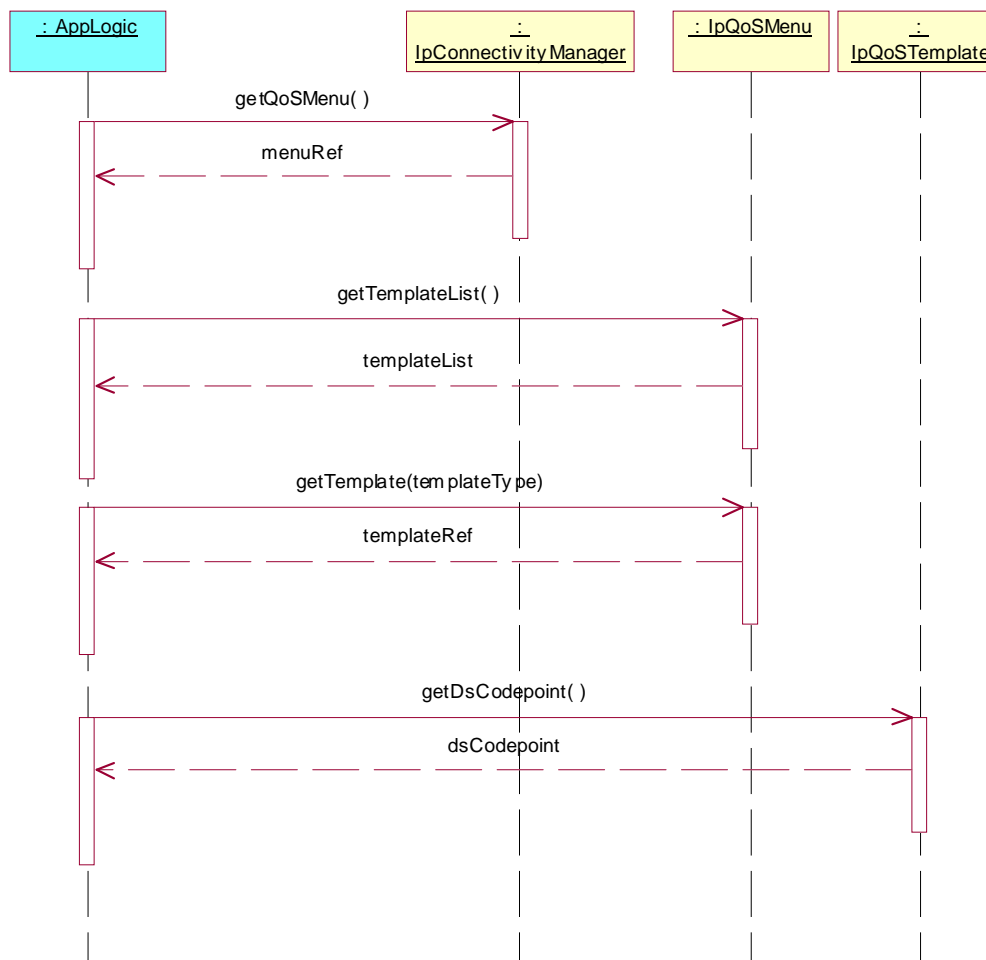 : AppLogic
:
IpConnectivityManager
: IpQoSMenu
:
IpQoSTemplate
getQoSMenu( )
menuRef
getTemplateList( )
templateList
getTemplate(templateType)
templateRef
getDsCodepoint( )
dsCodepoint